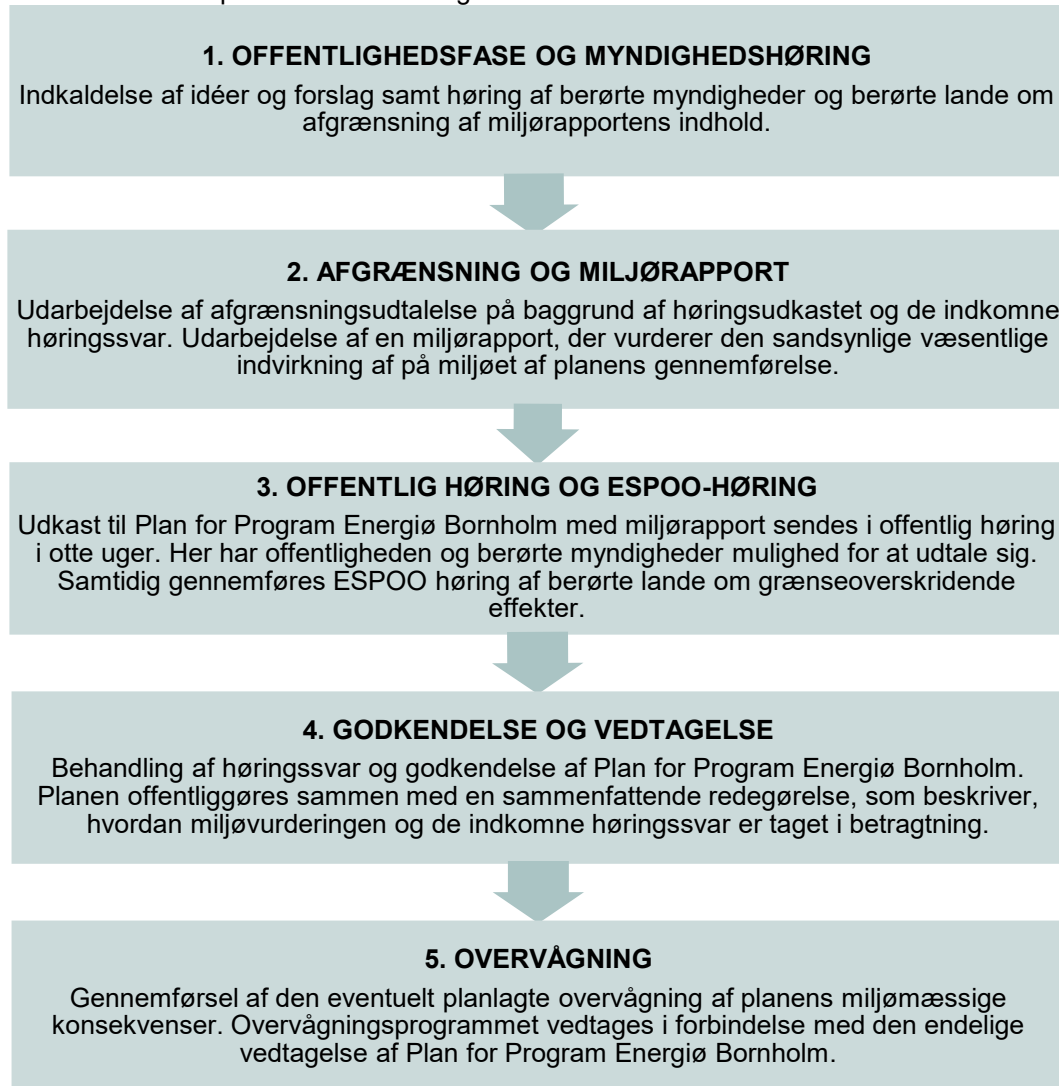 1. OFFENTLIGHEDSFASE OG MYNDIGHEDSHØRING
Indkaldelse af idéer og forslag samt høring af berørte myndigheder og berørte lande om
afgrænsning af miljørapportens indhold.
2. AFGRÆNSNING OG MILJØRAPPORT
Udarbejdelse af afgrænsningsudtalelse på baggrund af høringsudkastet og de indkomne
høringssvar. Udarbejdelse af en miljørapport, der vurderer den sandsynlige væsentlige
indvirkning af på miljøet af planens gennemførelse.
3. OFFENTLIG HØRING OG ESPOO-HØRING
Udkast til Plan for Program Energiø Bornholm med miljørapport sendes i offentlig høring
i otte uger. Her har offentligheden og berørte myndigheder mulighed for at udtale sig.
Samtidig gennemføres ESPOO høring af berørte lande om grænseoverskridende
effekter.
4. GODKENDELSE OG VEDTAGELSE
Behandling af høringssvar og godkendelse af Plan for Program Energiø Bornholm.
Planen offentliggøres sammen med en sammenfattende redegørelse, som beskriver,
hvordan miljøvurderingen og de indkomne høringssvar er taget i betragtning.
5. OVERVÅGNING
Gennemførsel af den eventuelt planlagte overvågning af planens miljømæssige
konsekvenser. Overvågningsprogrammet vedtages i forbindelse med den endelige
vedtagelse af Plan for Program Energiø Bornholm.